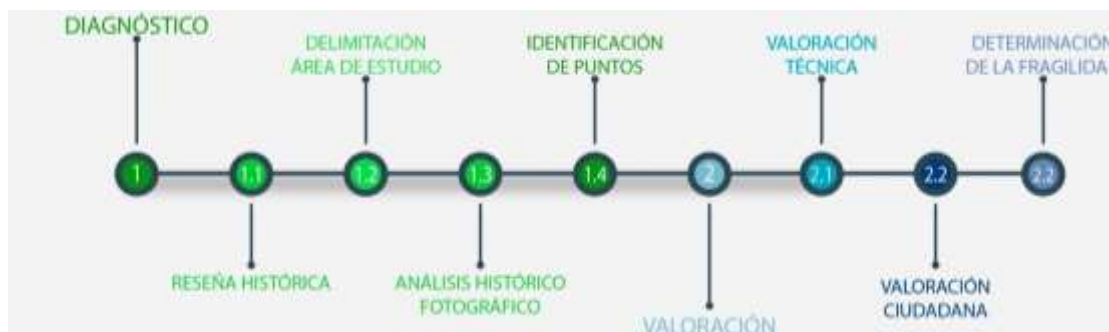 DIAGNÓSTICO
DELIMITACIÓN
ÁREA DE ESTUDIO
IDENTIFICACIÓN
DE PUNTOS
VALORACIÓN
TÉCNICA
DETERMINACIÓN
DE LA FRAGILIDA
1
1.1
1.2
1.3
1.4
2
2.1
2.2
2.2
RESEÑA HISTÓRICA
ANÁLISIS HISTÓRICO
FOTOGRÁFICO
VALORACIÓN
VALORACIÓN
CIUDADANA